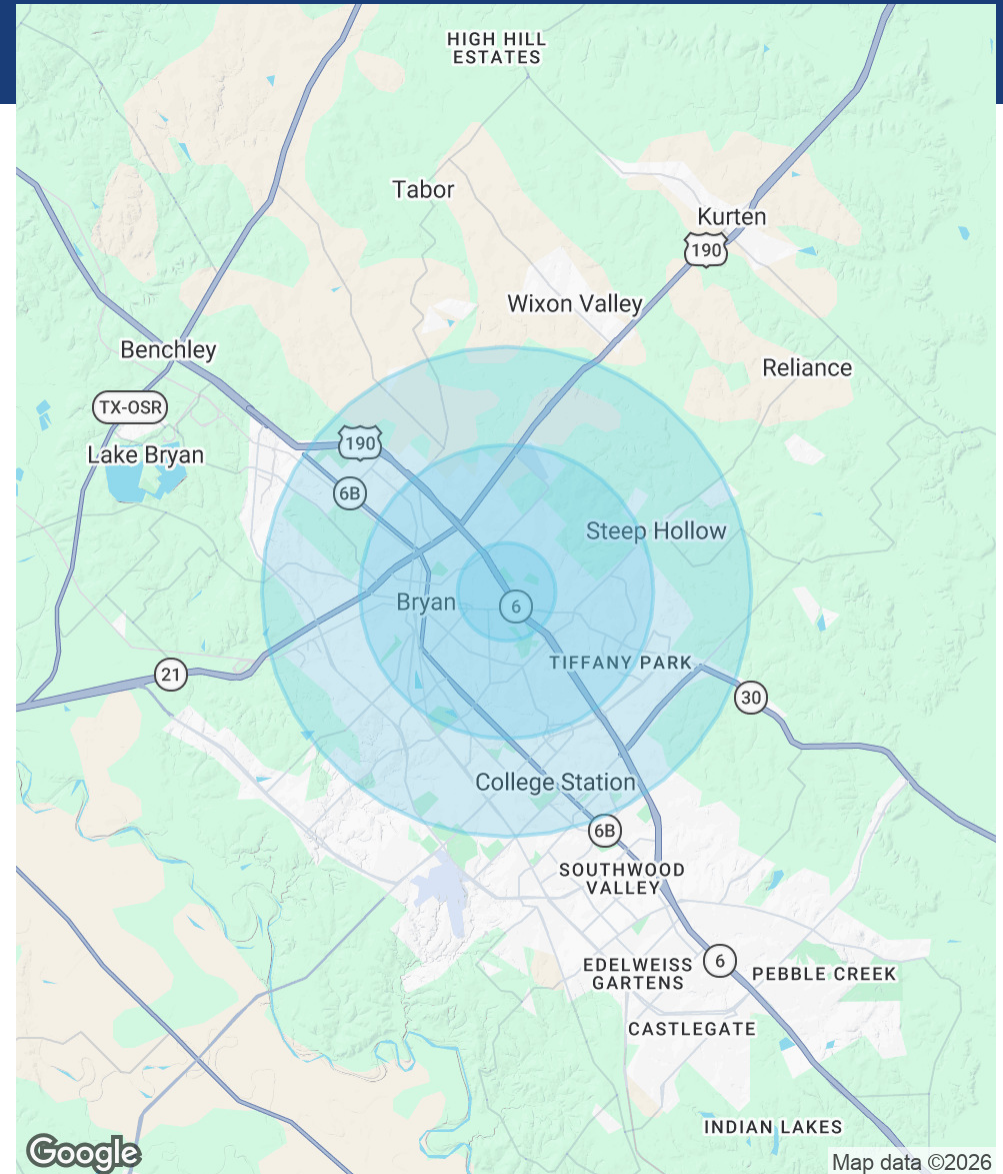 HIGH HILL
ESTATES
Tabor
Kurten
190
Wixon Valley
Benchley
Reliance
TX-OSR
190
Lake Bryan
6B
Steep Hollow
Bryan
6
TIFFANY PARK
21
30
College Station
6B
SOUTHWOOD
VALLEY
EDELWEISS
GARTENS
6
PEBBLE CREEK
CASTLEGATE
INDIAN LAKES
Google
Map data ©2026